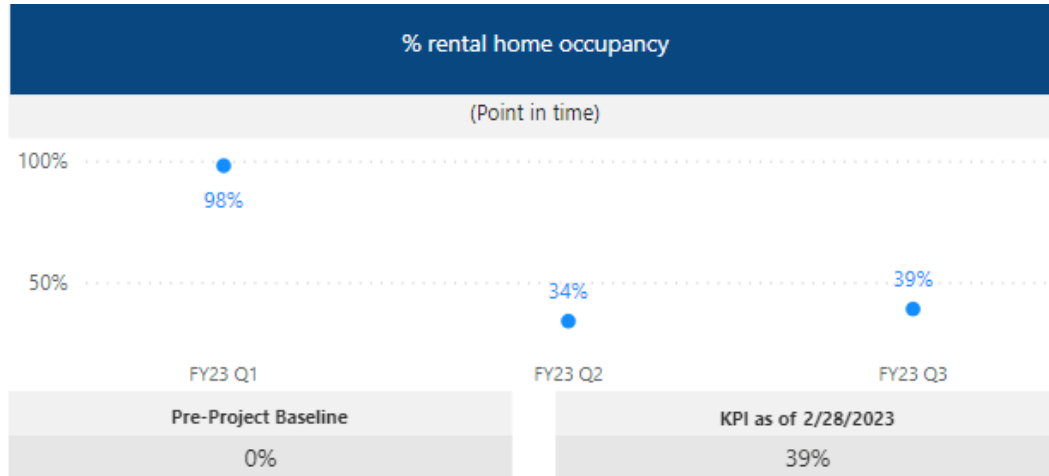 % rental home occupancy
(Point in time)
100%
98%
50%
34%
39%
FY23 Q1
FY23 Q2
FY23 Q3
Pre-Project Baseline
KPI as of 2/28/2023
0%
39%